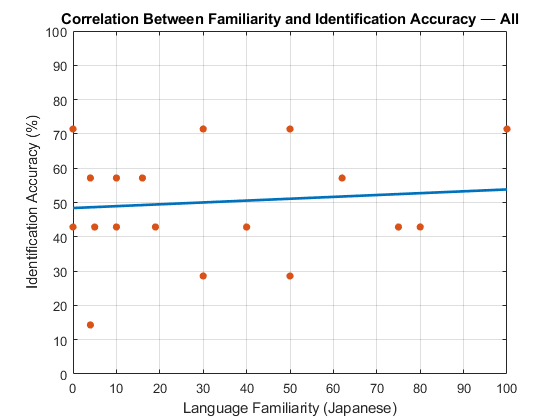 Correlation Between Familiarity and Identification Accuracy — All
100
90
80
70
60
50
40
30
20
10
0
Identification Accuracy (%)
0 10 20 30 40 50 60 70 80 90 100
Language Familiarity (Japanese)